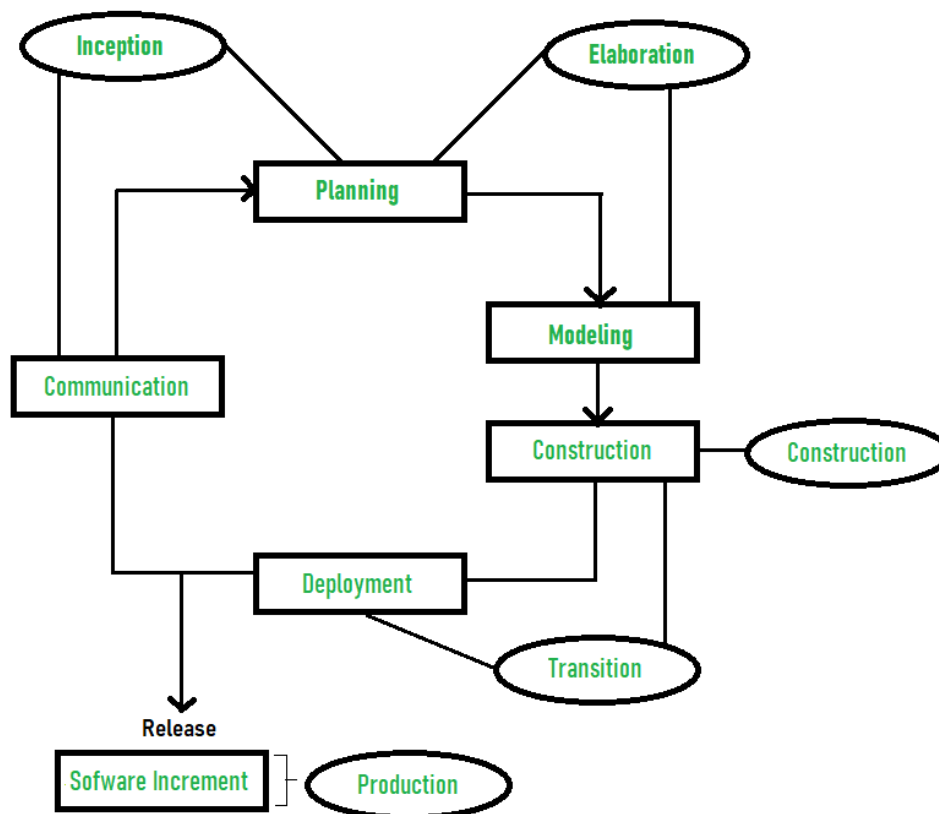 Inception
Elaboration
Planning
Modeling
Communication
Construction
Construction
Deployment
Transition
Release
Sofware Increment
Production